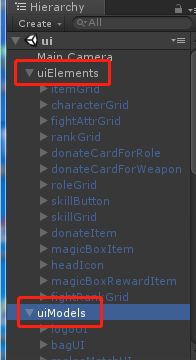 Hierarchy
Create All
ui
Main Camera
uiElements
itemGrid
characterGrid
fightAttrGrid
rankGrid
donateCardForRole
donateCardForWeapon
roleGrid
skillButton
skillGrid
donateItem
magicBoxItem
headIcon
magicBoxRewardItem
fightRankGrid
uiModels
logoUI
bagUI